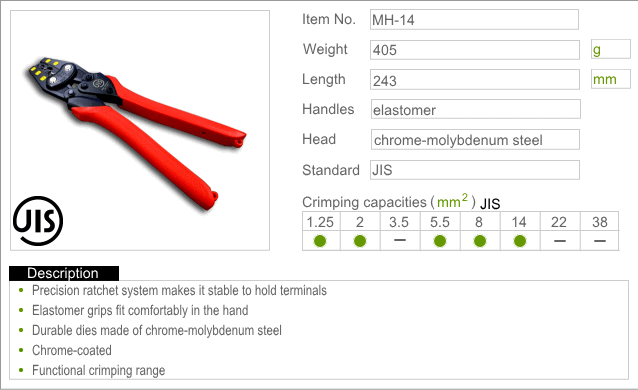 Item No. MH-14
Weight 405 g
Length 243 mm
Handles elastomer
Head chrome-molybdenum steel
Standard JIS
Crimping capacities ( mm2 ) JIS
1.25 2 3.5 5.5 8 14 22 38
● ● – ● ● ● – –
JIS
Description
• Precision ratchet system makes it stable to hold terminals
• Elastomer grips fit comfortably in the hand
• Durable dies made of chrome-molybdenum steel
• Chrome-coated
• Functional crimping range